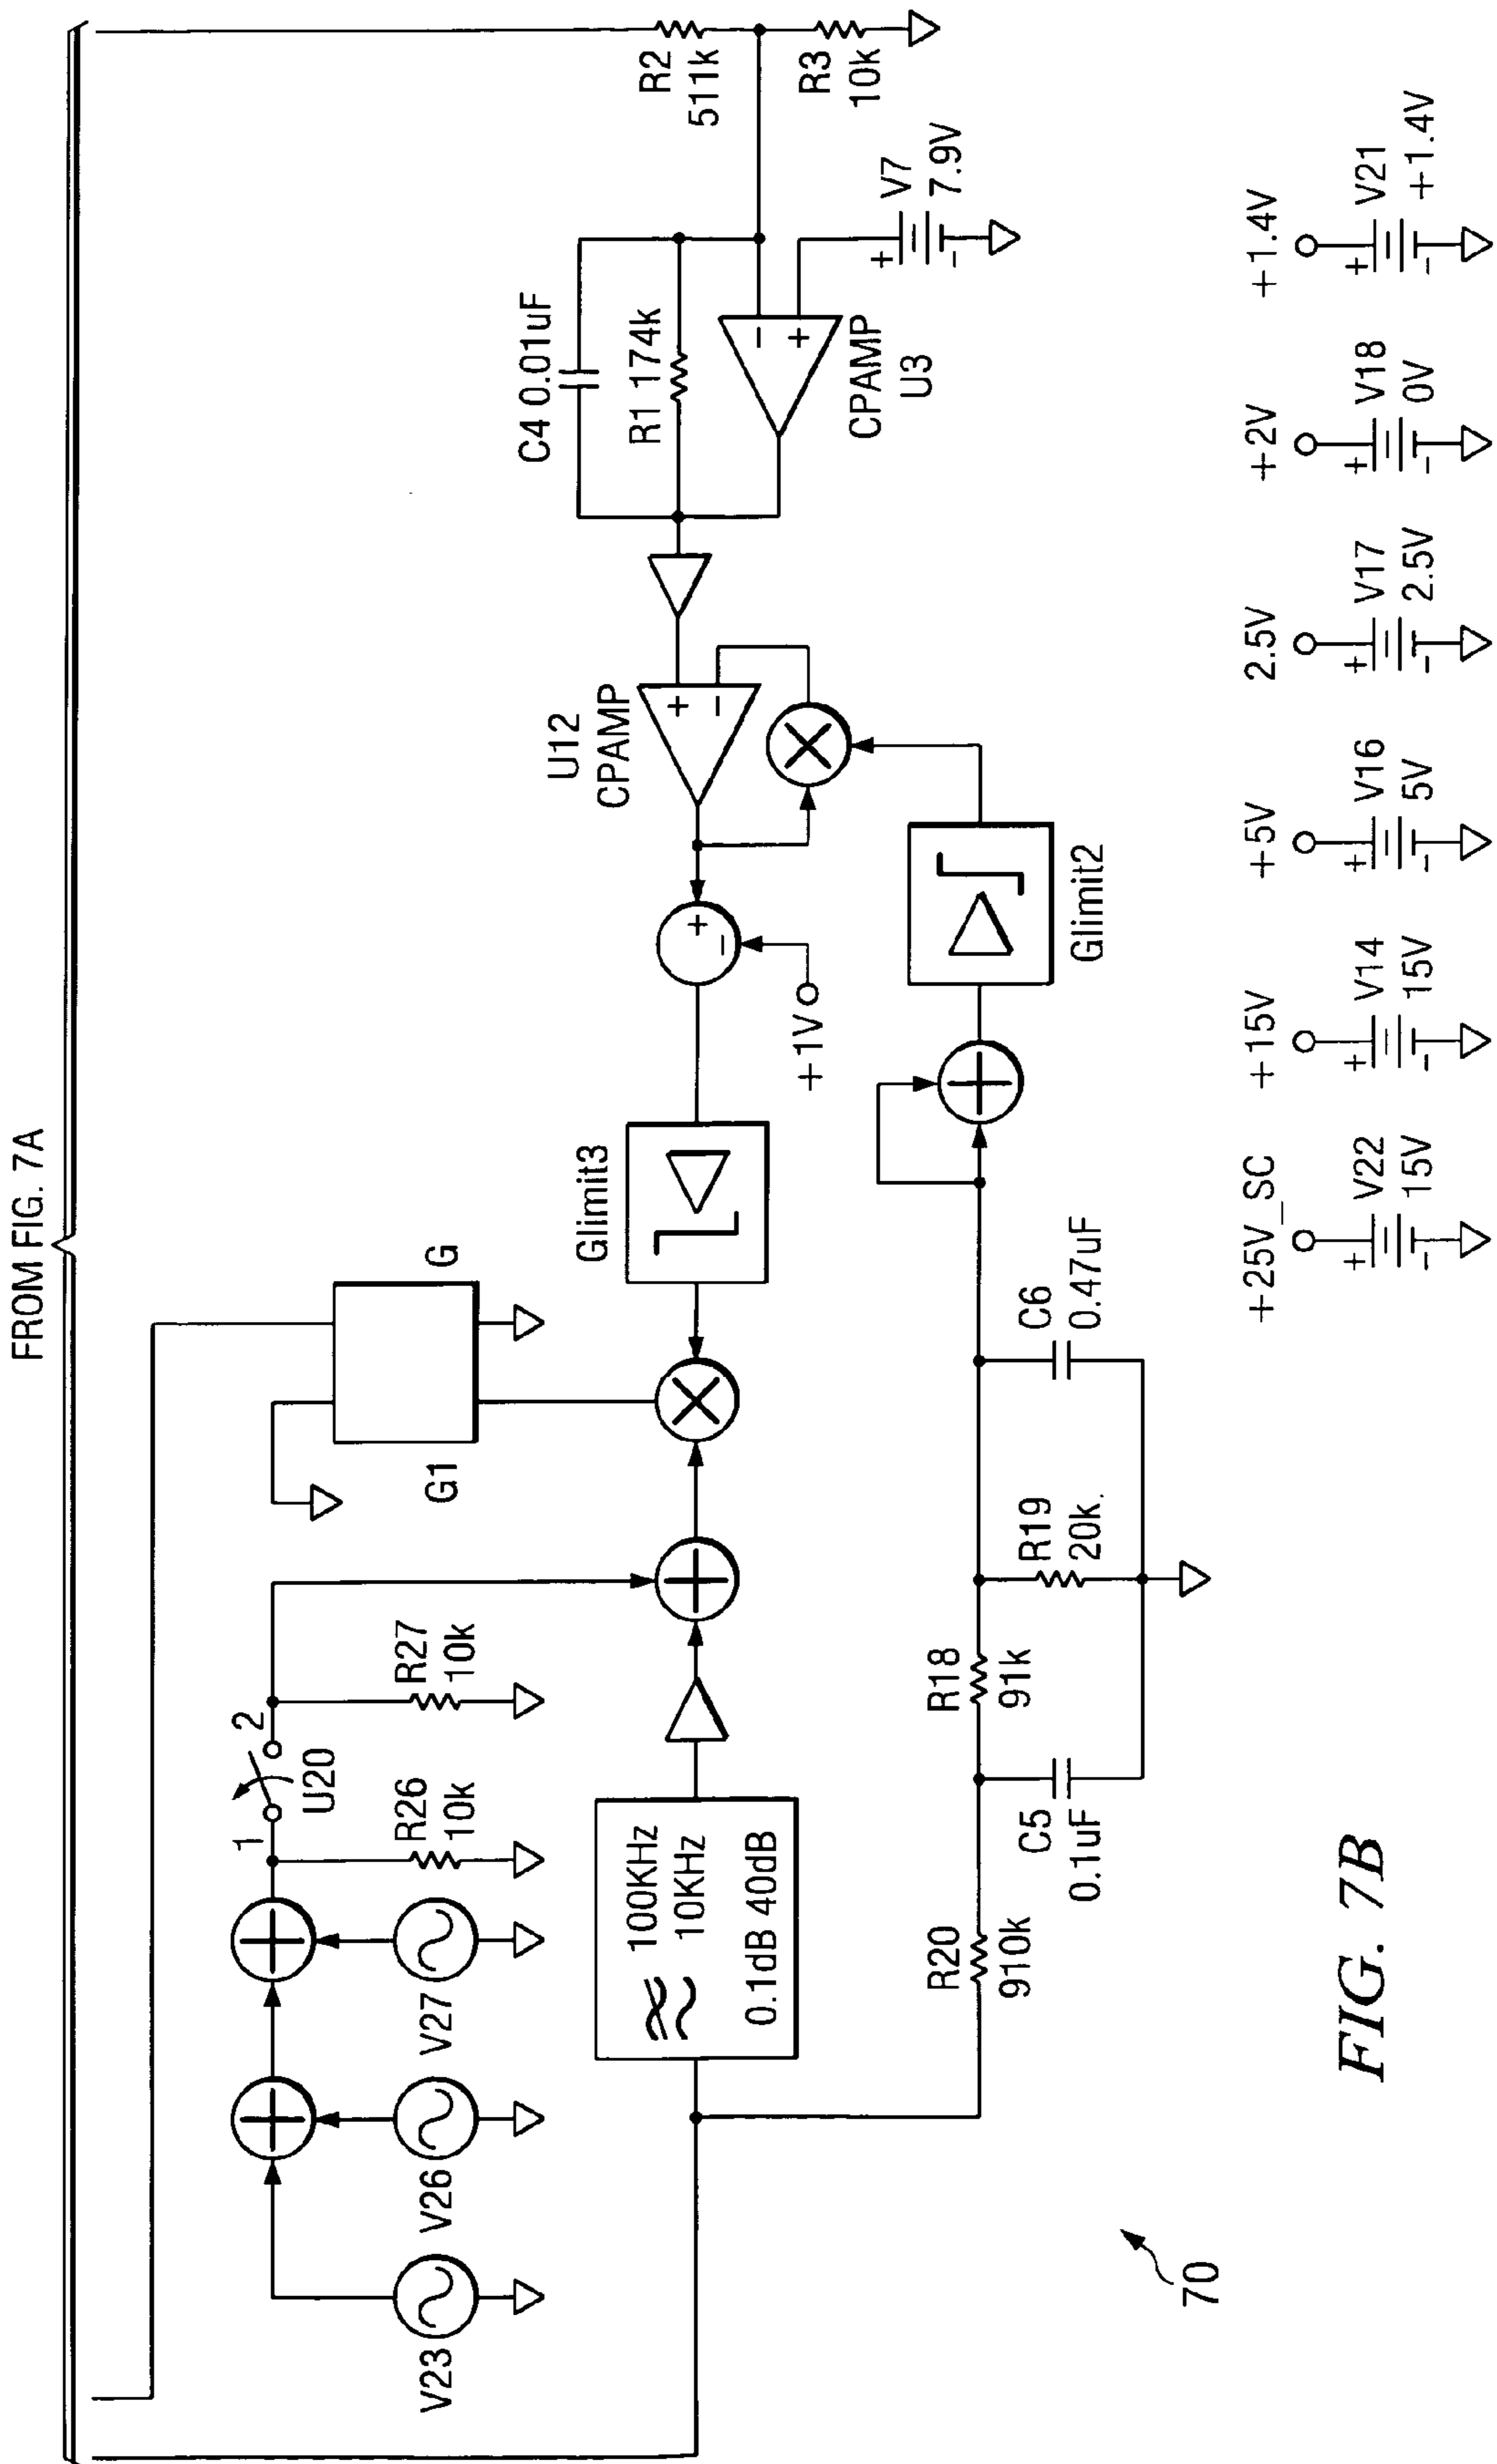 FROM FIG. 7A
V23
V26
V27
R26
10k
1
2
U20
R27
10k
G1
G
100KHz
10KHz
0.1dB 40dB
Glimit3
+
−
+1V
U12
CPAMP
+
−
C4 0.01uF
R1 174k
−
+
CPAMP
U3
R2
511k
R3
10k
+
−
V7
7.9V
R20
910k
C5
0.1uF
R18
91k
R19
20k.
C6
0.47uF
Glimit2
+25V_SC
+
−
V22
15V
+15V
+
−
V14
15V
+5V
+
−
V16
5V
2.5V
+
−
V17
2.5V
+2V
+
−
V18
0V
+1.4V
+
−
V21
+1.4V
70
FIG. 7B